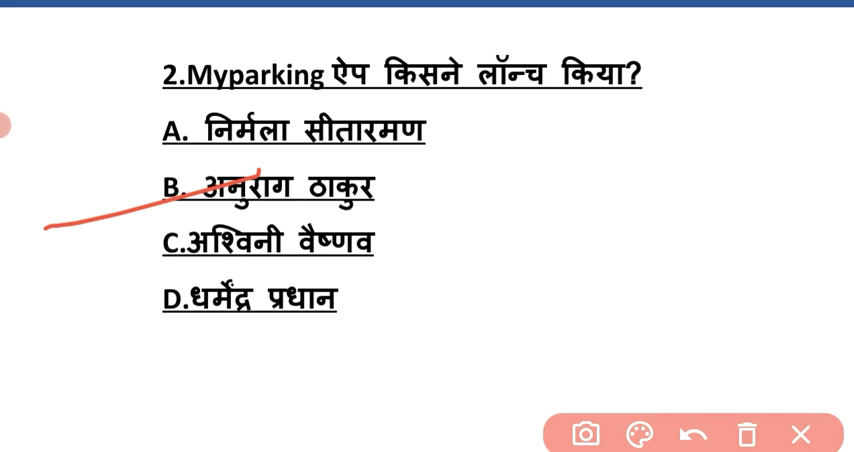 2.Myparking ऐप किसने लॉन्च किया?
A. निर्मला सीतारमण
B. अनुराग ठाकुर
C.अश्विनी वैष्णव
D.धर्मेंद्र प्रधान